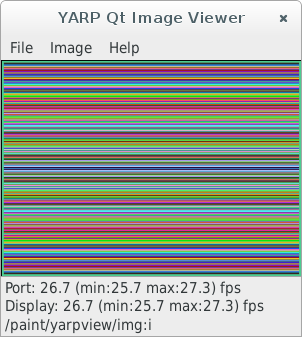 YARP Qt Image Viewer ×
File Image Help
Port: 26.7 (min:25.7 max:27.3) fps
Display: 26.7 (min:25.7 max:27.3) fps
/paint/yarpview/img:i